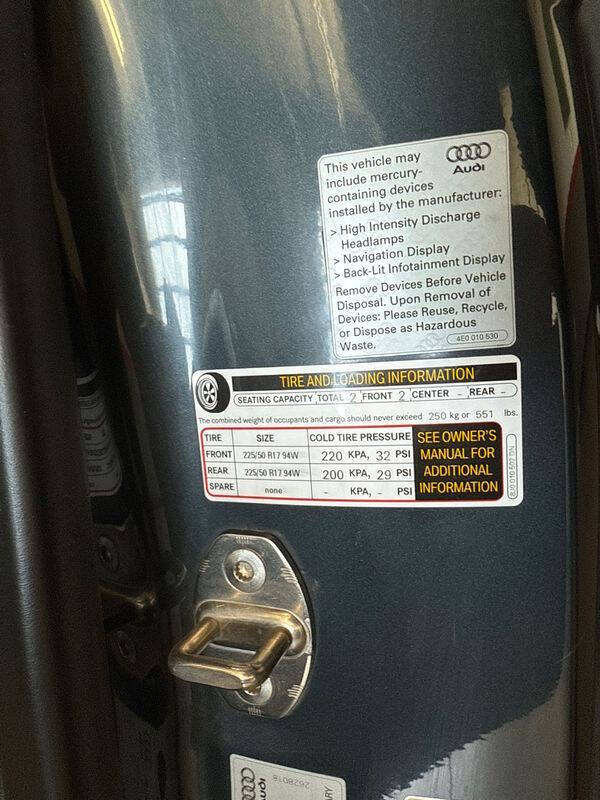 This vehicle may
include mercury-
containing devices
installed by the manufacturer:
Audi
> High Intensity Discharge
Headlamps
> Navigation Display
> Back-Lit Infotainment Display
Remove Devices Before Vehicle
Disposal. Upon Removal of
Devices: Please Reuse, Recycle,
or Dispose as Hazardous
Waste.
4E0 010 530
TIRE AND LOADING INFORMATION
SEATING CAPACITY TOTAL 2 FRONT 2 CENTER - REAR -
The combined weight of occupants and cargo should never exceed 250 kg or 551 lbs.
TIRE SIZE COLD TIRE PRESSURE
FRONT 225/50 R17 94W 220 KPA, 32 PSI
REAR 225/50 R17 94W 200 KPA, 29 PSI
SPARE none - KPA, - PSI
SEE OWNER'S
MANUAL FOR
ADDITIONAL
INFORMATION
2628018